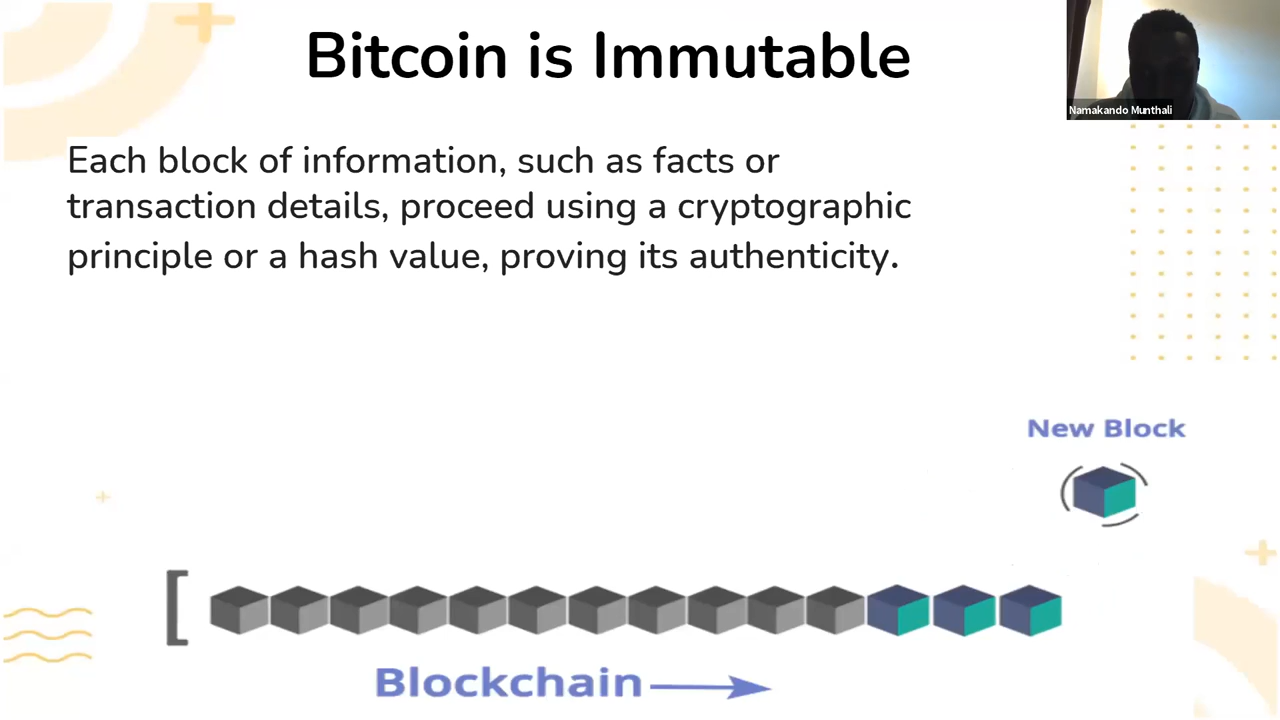 Bitcoin is Immutable
Namakando Munthali
Each block of information, such as facts or
transaction details, proceed using a cryptographic
principle or a hash value, proving its authenticity.
New Block
Blockchain